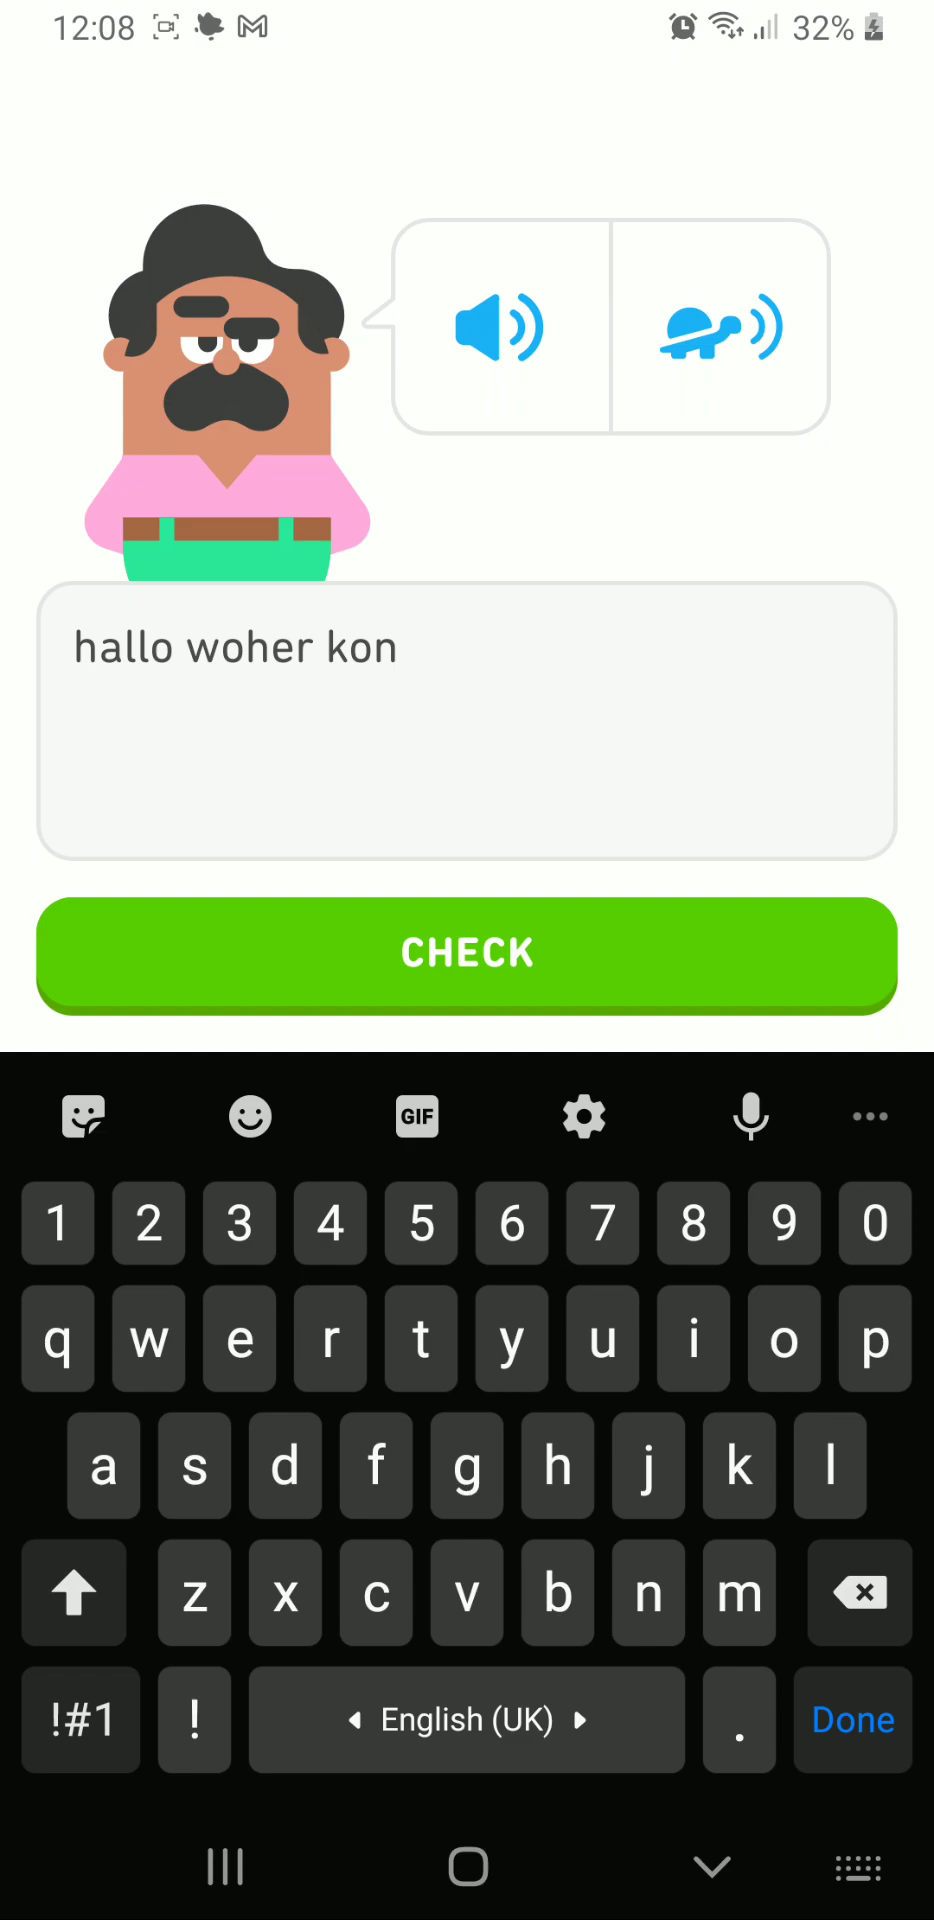 12:08 32%
hallo woher kon
CHECK
GIF
1 2 3 4 5 6 7 8 9 0
q w e r t y u i o p
a s d f g h j k l
z x c v b n m
!#1 ! English (UK) . Done